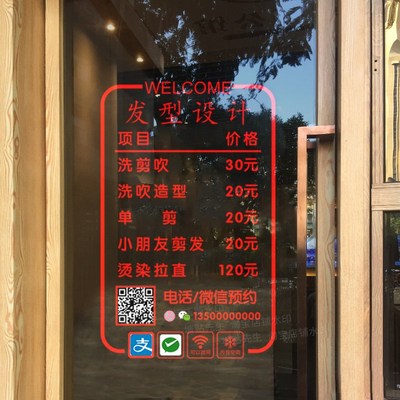 WELCOME
发型设计
项目 价格
洗剪吹 30元
洗吹造型 20元
单 剪 20元
小朋友剪发 20元
烫染拉直 120元
电话/微信预约
13500000000
支